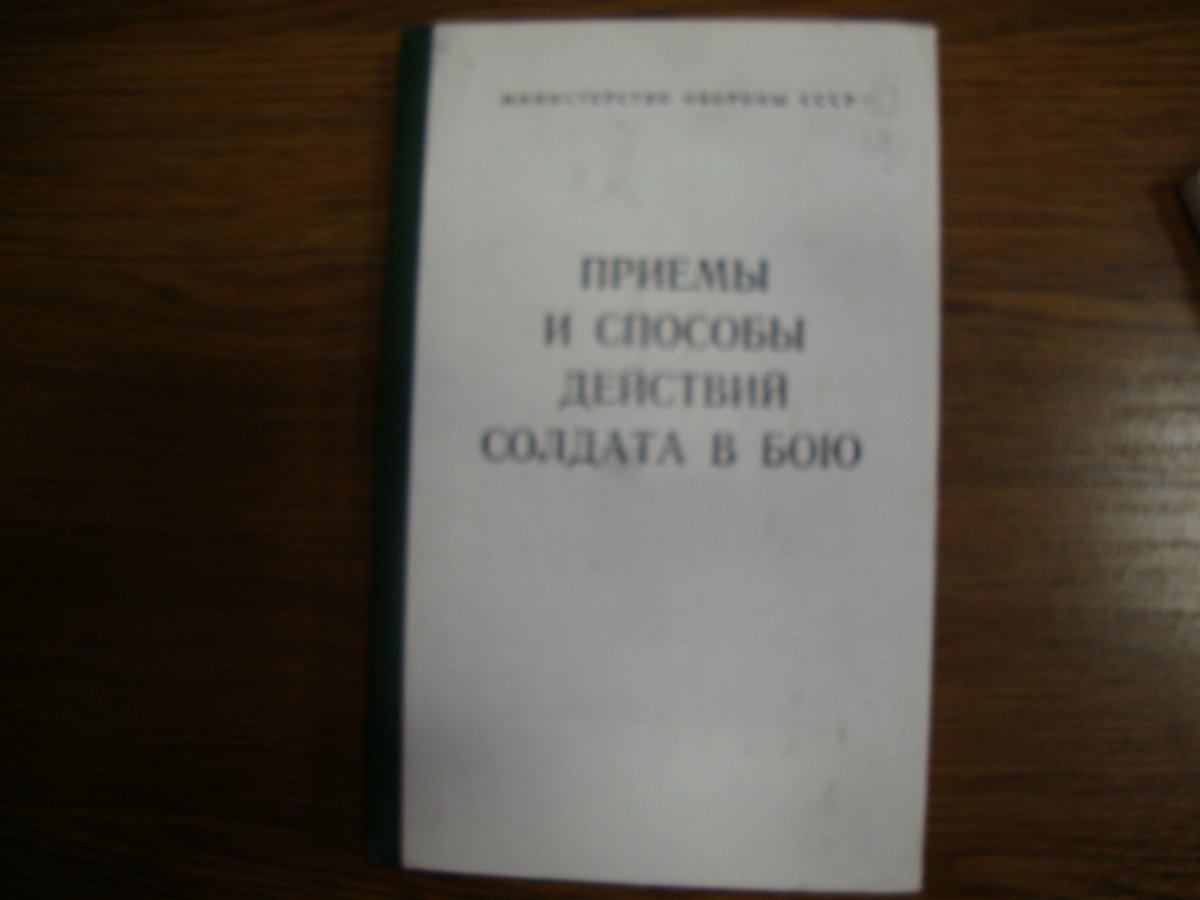 МИНИСТЕРСТВО ОБОРОНЫ СССР
ПРИЕМЫ
И СПОСОБЫ
ДЕЙСТВИЙ
СОЛДАТА В БОЮ